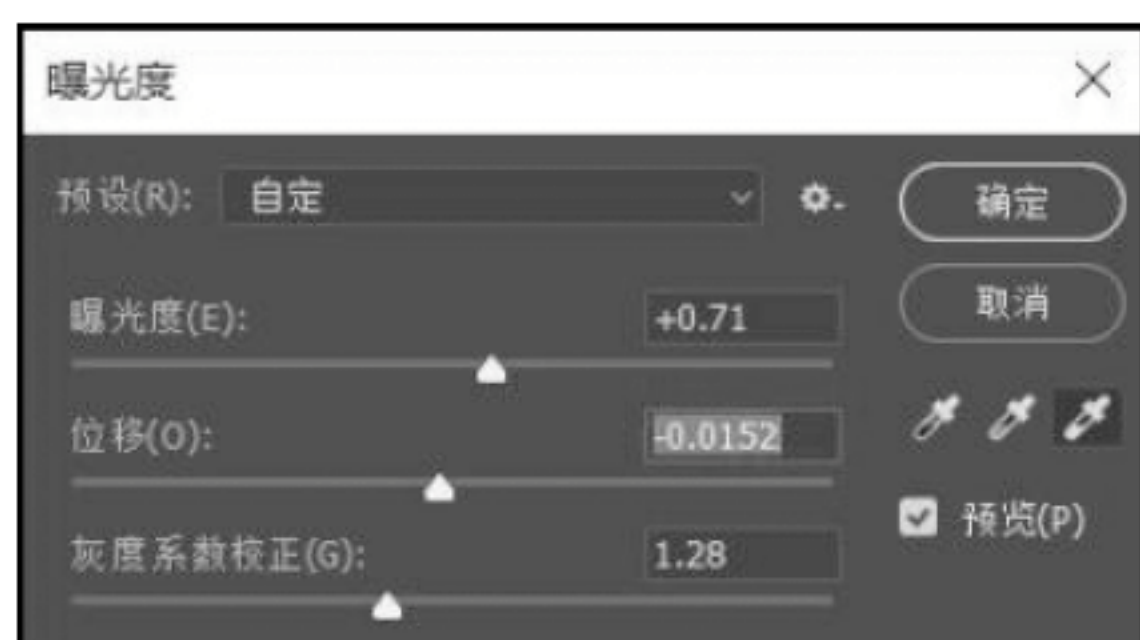 曝光度
预设(R): 自定
确定
曝光度(E): +0.71
取消
位移(O): -0.0152
预览(P)
灰度系数校正(G): 1.28